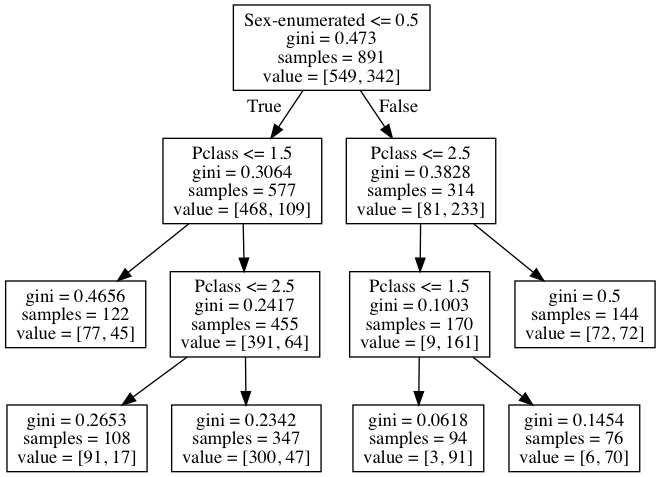 Sex-enumerated <= 0.5
gini = 0.473
samples = 891
value = [549, 342]
True
False
Pclass <= 1.5
gini = 0.3064
samples = 577
value = [468, 109]
Pclass <= 2.5
gini = 0.3828
samples = 314
value = [81, 233]
gini = 0.4656
samples = 122
value = [77, 45]
Pclass <= 2.5
gini = 0.2417
samples = 455
value = [391, 64]
Pclass <= 1.5
gini = 0.1003
samples = 170
value = [9, 161]
gini = 0.5
samples = 144
value = [72, 72]
gini = 0.2653
samples = 108
value = [91, 17]
gini = 0.2342
samples = 347
value = [300, 47]
gini = 0.0618
samples = 94
value = [3, 91]
gini = 0.1454
samples = 76
value = [6, 70]